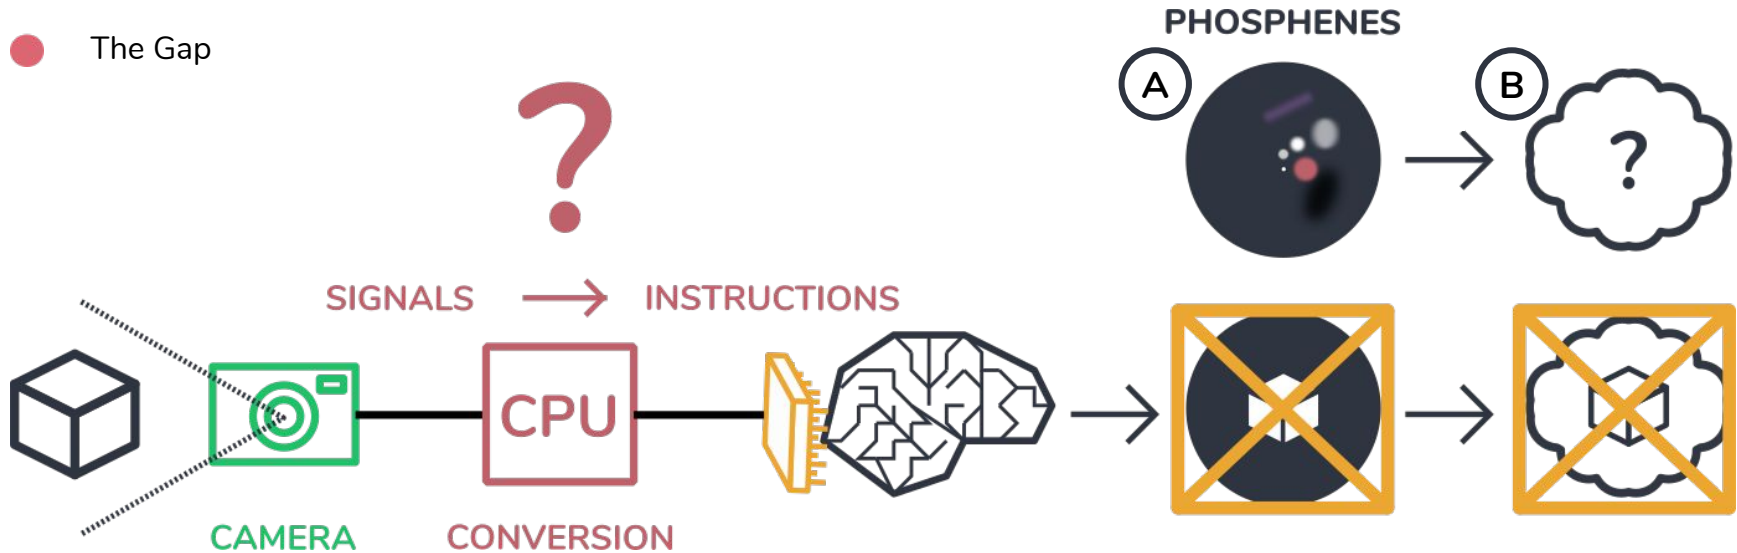 PHOSPHENES
The Gap
A
B
?
?
SIGNALS → INSTRUCTIONS
CPU
CAMERA
CONVERSION